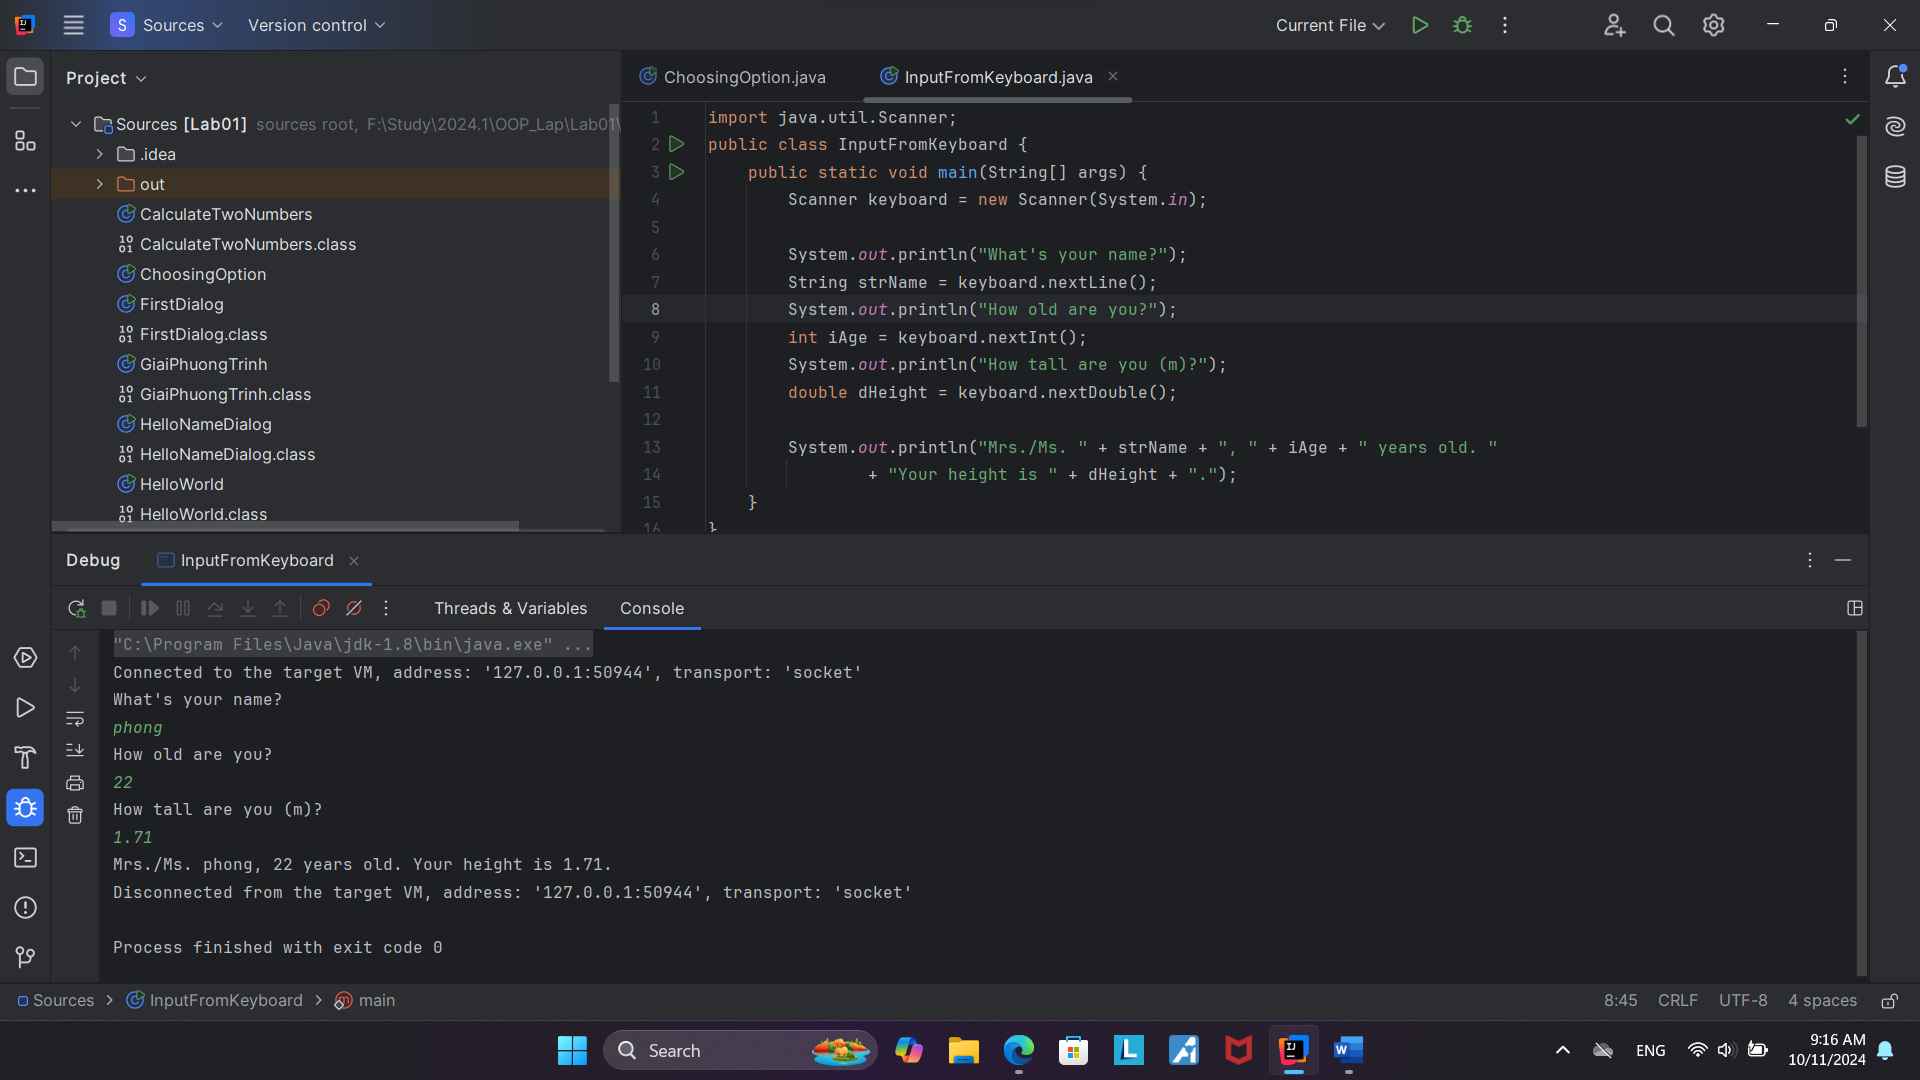 S Sources Version control Current File
Project
Sources [Lab01] sources root, F:\Study\2024.1\OOP_Lap\Lab01\
.idea
out
CalculateTwoNumbers
CalculateTwoNumbers.class
ChoosingOption
FirstDialog
FirstDialog.class
GiaiPhuongTrinh
GiaiPhuongTrinh.class
HelloNameDialog
HelloNameDialog.class
HelloWorld
HelloWorld.class
ChoosingOption.java InputFromKeyboard.java
1 import java.util.Scanner;
2 public class InputFromKeyboard {
3 public static void main(String[] args) {
4 Scanner keyboard = new Scanner(System.in);
5
6 System.out.println("What's your name?");
7 String strName = keyboard.nextLine();
8 System.out.println("How old are you?");
9 int iAge = keyboard.nextInt();
10 System.out.println("How tall are you (m)?");
11 double dHeight = keyboard.nextDouble();
12
13 System.out.println("Mrs./Ms. " + strName + ", " + iAge + " years old. "
14 + "Your height is " + dHeight + ".");
15 }
16 }
Debug InputFromKeyboard
Threads & Variables Console
"C:\Program Files\Java\jdk-1.8\bin\java.exe" ...
Connected to the target VM, address: '127.0.0.1:50944', transport: 'socket'
What's your name?
phong
How old are you?
22
How tall are you (m)?
1.71
Mrs./Ms. phong, 22 years old. Your height is 1.71.
Disconnected from the target VM, address: '127.0.0.1:50944', transport: 'socket'
Process finished with exit code 0
Sources > InputFromKeyboard > main
8:45 CRLF UTF-8 4 spaces
Search
ENG
9:16 AM
10/11/2024